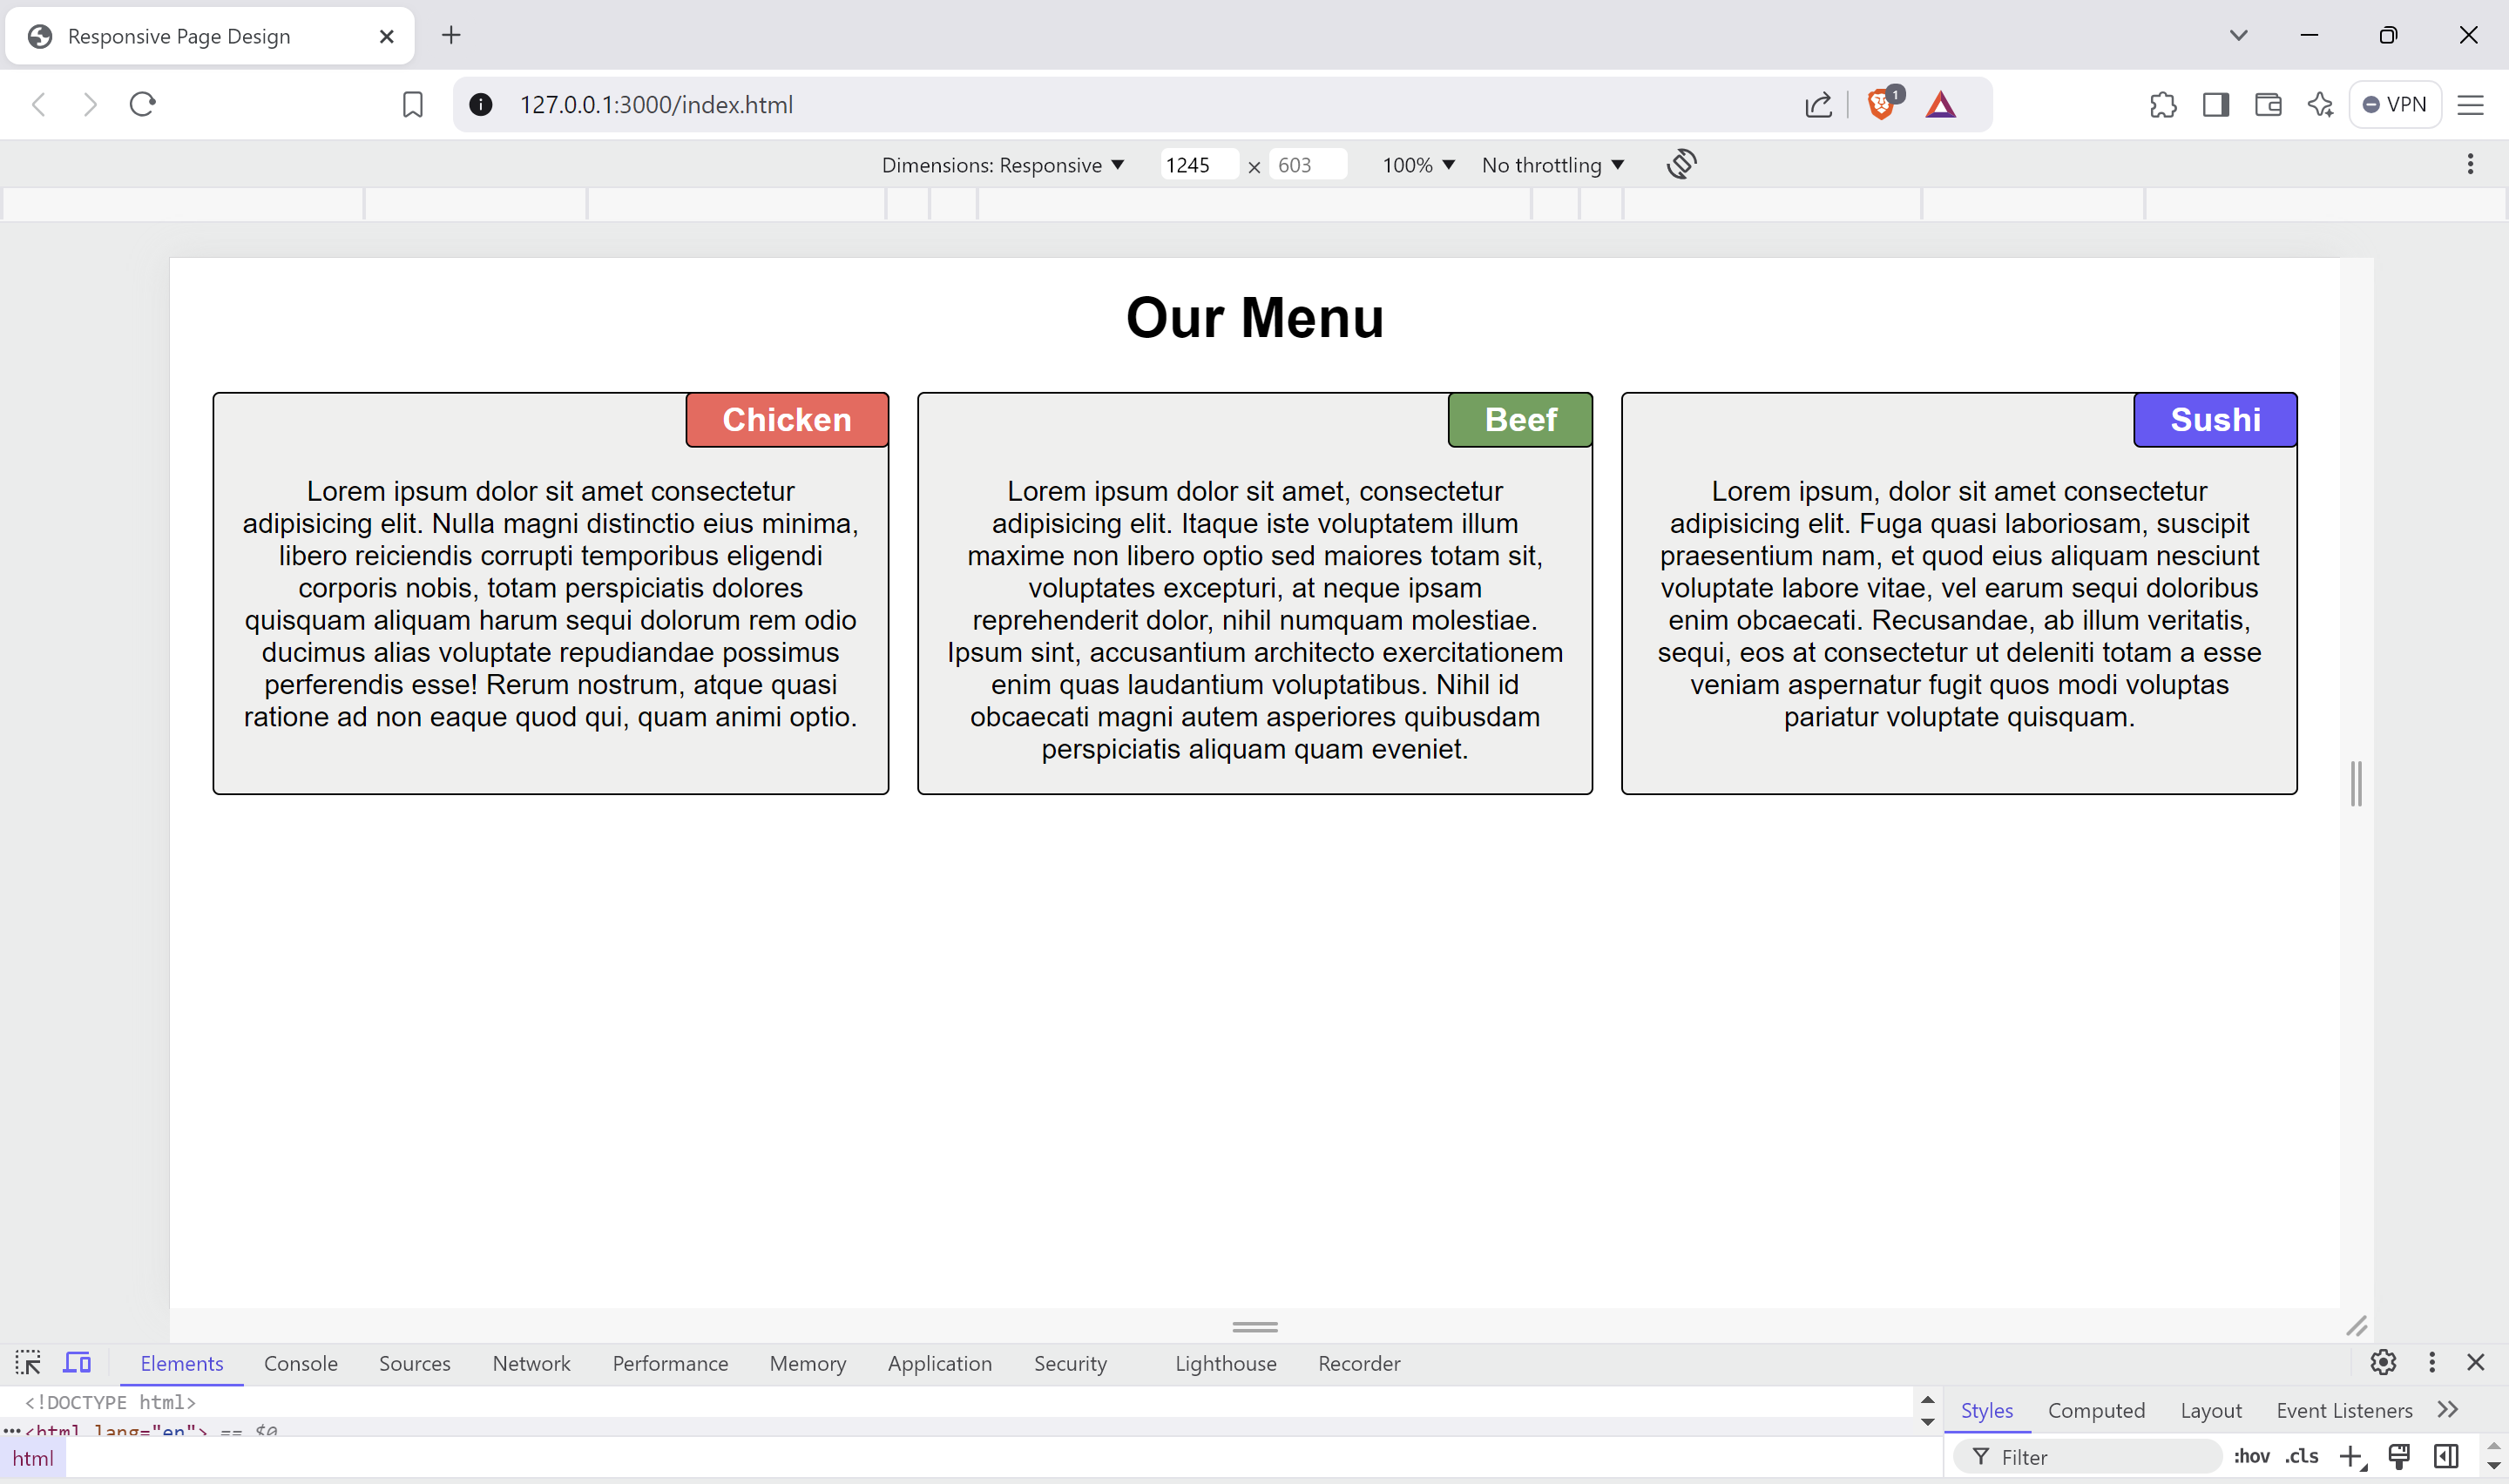 Responsive Page Design
127.0.0.1:3000/index.html
1
VPN
Dimensions: Responsive
1245 × 603
100%
No throttling
Our Menu
Chicken
Lorem ipsum dolor sit amet consectetur
adipisicing elit. Nulla magni distinctio eius minima,
libero reiciendis corrupti temporibus eligendi
corporis nobis, totam perspiciatis dolores
quisquam aliquam harum sequi dolorum rem odio
ducimus alias voluptate repudiandae possimus
perferendis esse! Rerum nostrum, atque quasi
ratione ad non eaque quod qui, quam animi optio.
Beef
Lorem ipsum dolor sit amet, consectetur
adipisicing elit. Itaque iste voluptatem illum
maxime non libero optio sed maiores totam sit,
voluptates excepturi, at neque ipsam
reprehenderit dolor, nihil numquam molestiae.
Ipsum sint, accusantium architecto exercitationem
enim quas laudantium voluptatibus. Nihil id
obcaecati magni autem asperiores quibusdam
perspiciatis aliquam quam eveniet.
Sushi
Lorem ipsum, dolor sit amet consectetur
adipisicing elit. Fuga quasi laboriosam, suscipit
praesentium nam, et quod eius aliquam nesciunt
voluptate labore vitae, vel earum sequi doloribus
enim obcaecati. Recusandae, ab illum veritatis,
sequi, eos at consectetur ut deleniti totam a esse
veniam aspernatur fugit quos modi voluptas
pariatur voluptate quisquam.
Elements Console Sources Network Performance Memory Application Security Lighthouse Recorder
<!DOCTYPE html>
<html lang="en"> == $0
html
Styles Computed Layout Event Listeners
Filter
:hov .cls